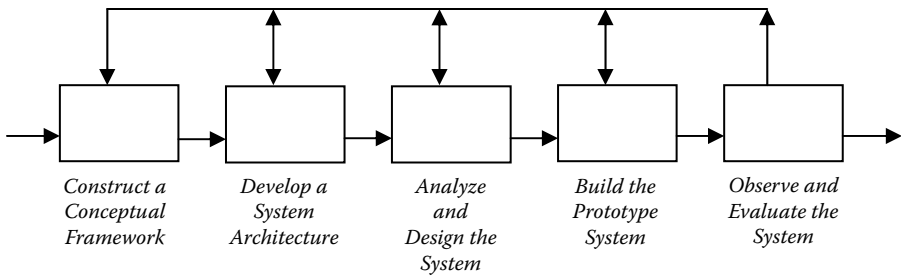 Construct a
Conceptual
Framework
Develop a
System
Architecture
Analyze
and
Design the
System
Build the
Prototype
System
Observe and
Evaluate the
System